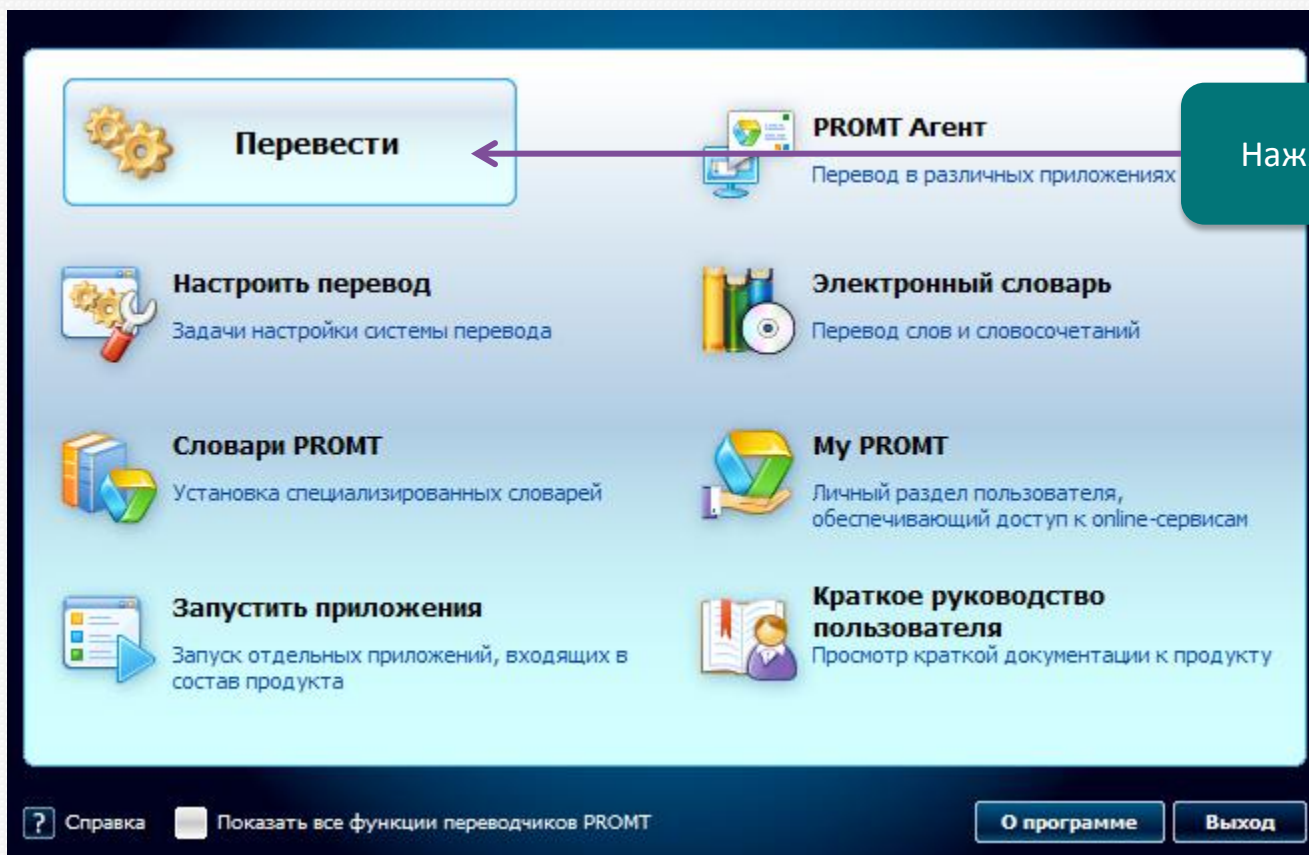 Перевести
PROMT Агент
Перевод в различных приложениях
Настроить перевод
Задачи настройки системы перевода
Электронный словарь
Перевод слов и словосочетаний
Словари PROMT
Установка специализированных словарей
My PROMT
Личный раздел пользователя,
обеспечивающий доступ к online-сервисам
Запустить приложения
Запуск отдельных приложений, входящих в
состав продукта
Краткое руководство
пользователя
Просмотр краткой документации к продукту
? Справка
Показать все функции переводчиков PROMT
О программе
Выход